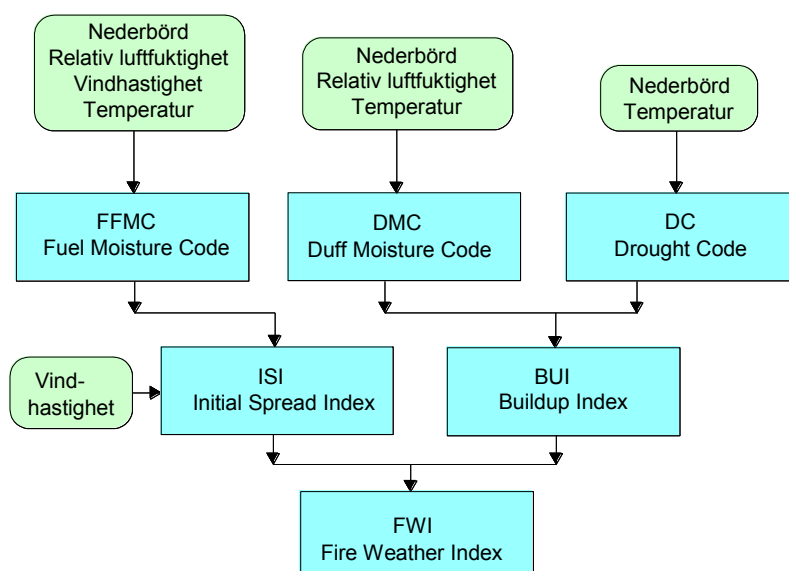 Nederbörd
Relativ luftfuktighet
Vindhastighet
Temperatur
Nederbörd
Relativ luftfuktighet
Temperatur
Nederbörd
Temperatur
FFMC
Fuel Moisture Code
DMC
Duff Moisture Code
DC
Drought Code
Vind-
hastighet
ISI
Initial Spread Index
BUI
Buildup Index
FWI
Fire Weather Index